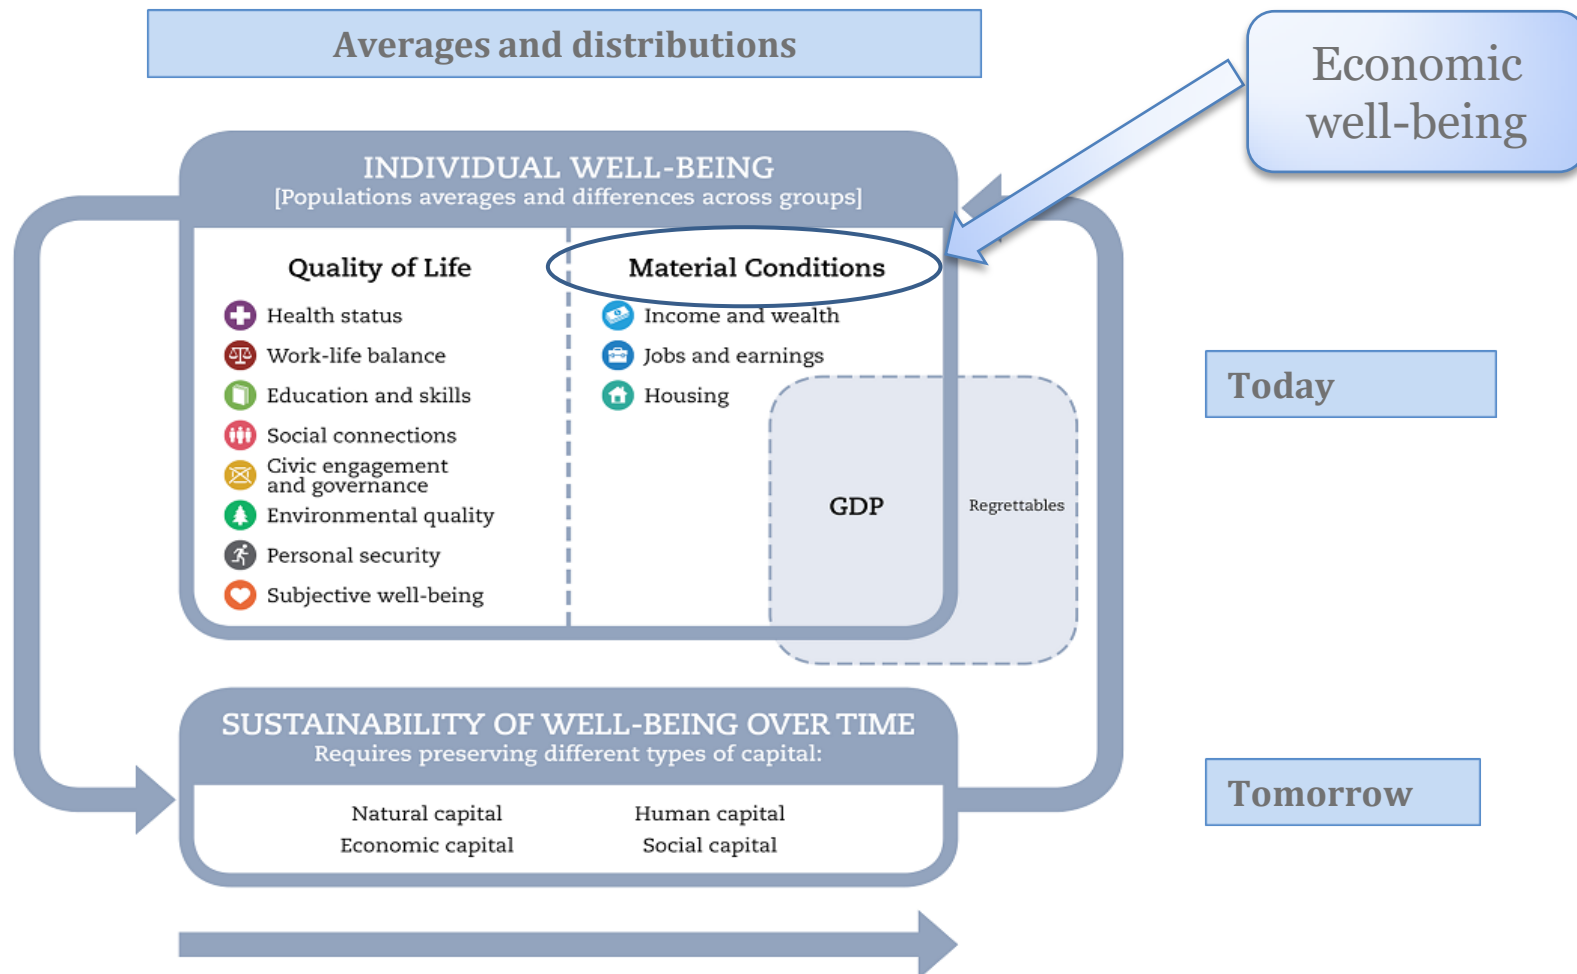 Averages and distributions
Economic
well-being
INDIVIDUAL WELL-BEING
[Populations averages and differences across groups]
Quality of Life
Health status
Work-life balance
Education and skills
Social connections
Civic engagement
and governance
Environmental quality
Personal security
Subjective well-being
Material Conditions
Income and wealth
Jobs and earnings
Housing
GDP
Regrettables
Today
SUSTAINABILITY OF WELL-BEING OVER TIME
Requires preserving different types of capital:
Natural capital
Human capital
Economic capital
Social capital
Tomorrow